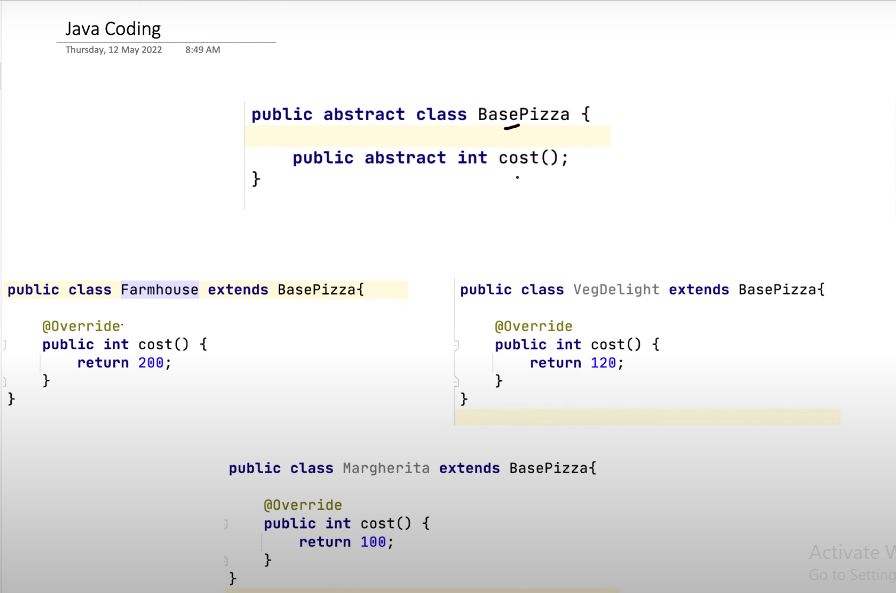 Java Coding
Thursday, 12 May 2022 8:49 AM
public abstract class BasePizza {
public abstract int cost();
}
public class Farmhouse extends BasePizza{
@Override
public int cost() {
return 200;
}
}
public class VegDelight extends BasePizza{
@Override
public int cost() {
return 120;
}
}
public class Margherita extends BasePizza{
@Override
public int cost() {
return 100;
}
}
Activate W
Go to Setting